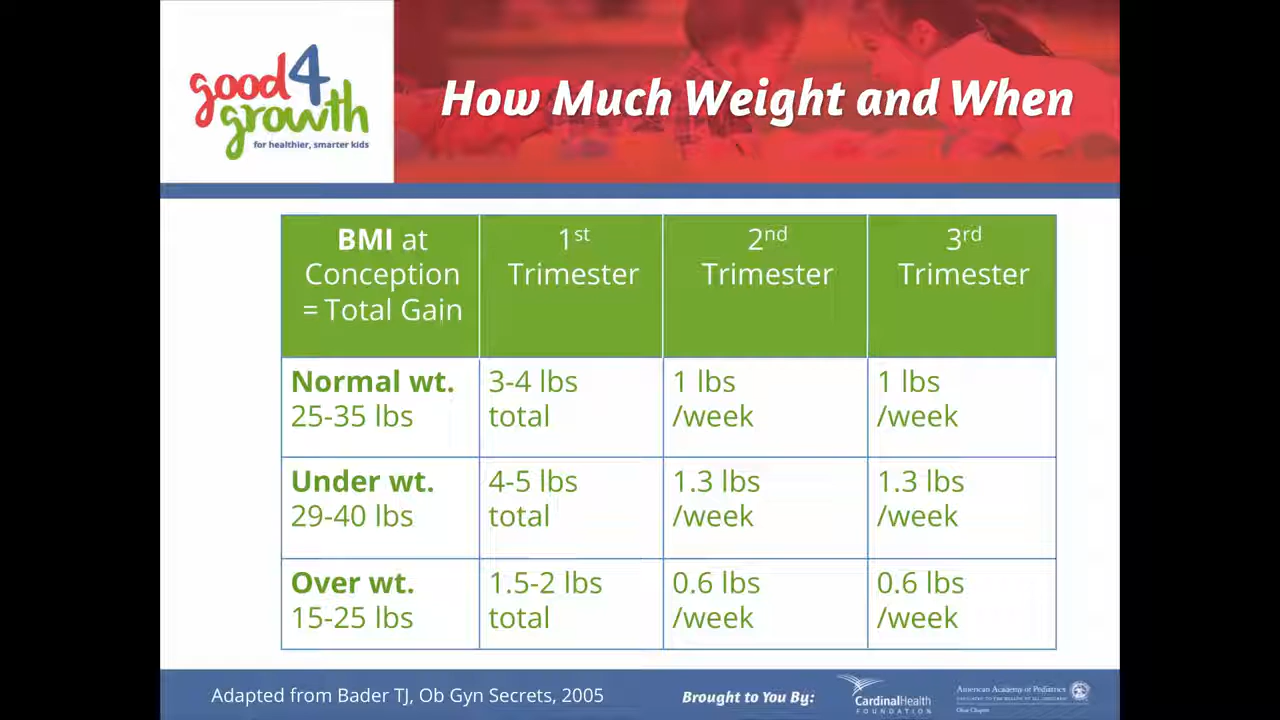 good4
growth
for healthier, smarter kids
How Much Weight and When
BMI at
Conception
= Total Gain
1st
Trimester
2nd
Trimester
3rd
Trimester
Normal wt.
25-35 lbs
3-4 lbs
total
1 lbs
/week
1 lbs
/week
Under wt.
29-40 lbs
4-5 lbs
total
1.3 lbs
/week
1.3 lbs
/week
Over wt.
15-25 lbs
1.5-2 lbs
total
0.6 lbs
/week
0.6 lbs
/week
Adapted from Bader TJ, Ob Gyn Secrets, 2005
Brought to You By:
CardinalHealth
FOUNDATION
American Academy of Pediatrics
Ohio Chapter